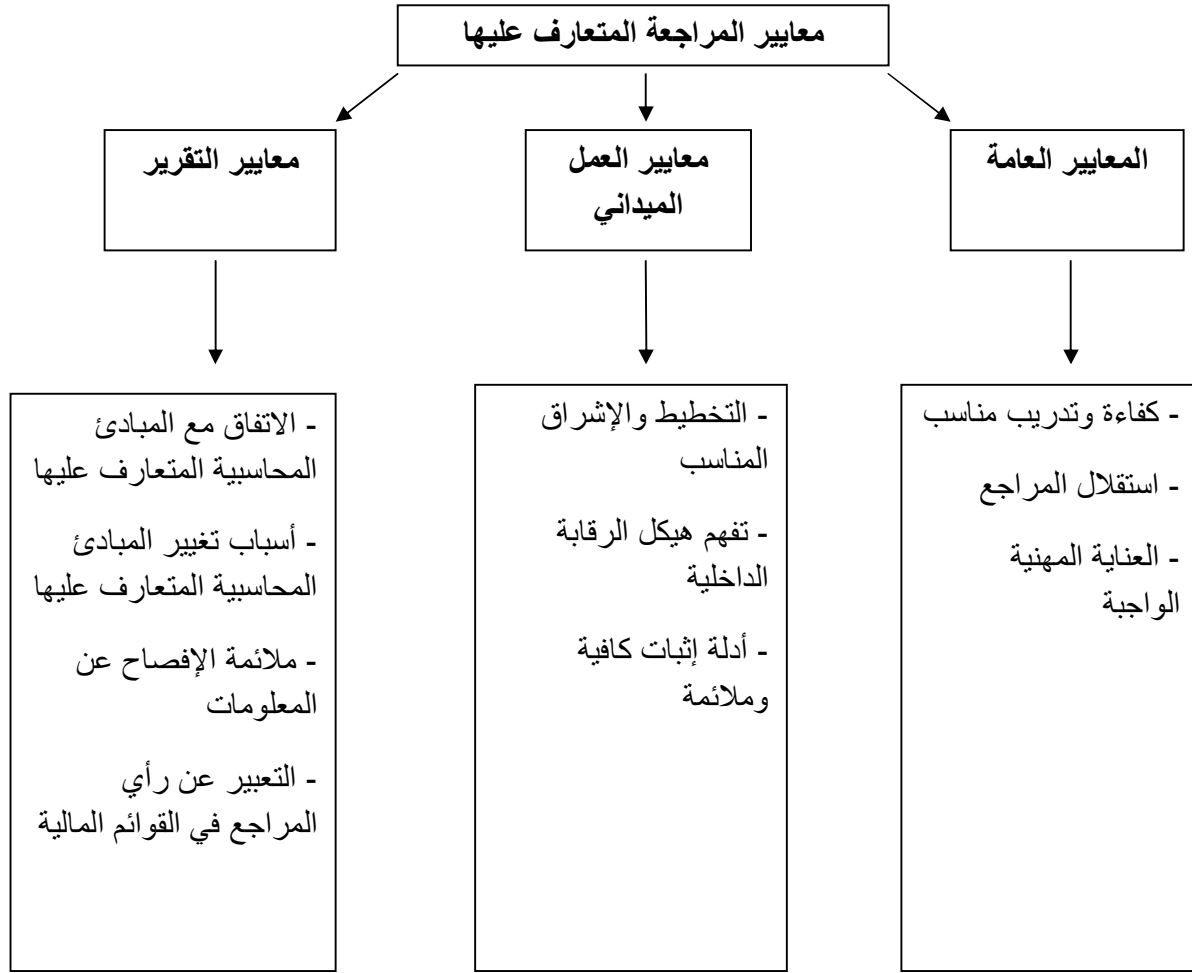 معايير المراجعة المتعارف عليها
المعايير العامة
معايير العمل
الميداني
معايير التقرير
- كفاءة وتدريب مناسب
- استقلال المراجع
- العناية المهنية
الواجبة
- التخطيط والإشراق
المناسب
- تفهم هيكل الرقابة
الداخلية
- أدلة إثبات كافية
وملائمة
- الاتفاق مع المبادئ
المحاسبية المتعارف عليها
- أسباب تغيير المبادئ
المحاسبية المتعارف عليها
- ملائمة الإفصاح عن
المعلومات
- التعبير عن رأي
المراجع في القوائم المالية